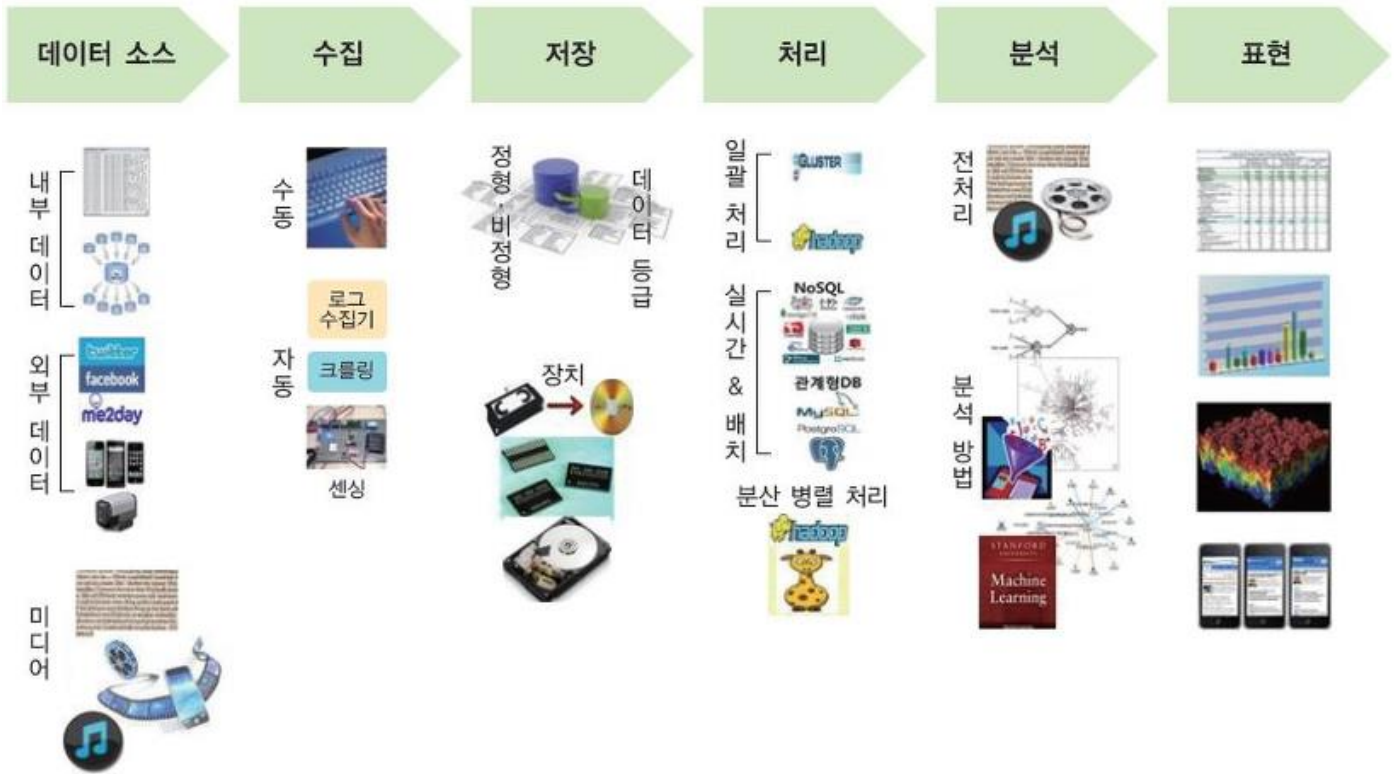 데이터 소스
수집
저장
처리
분석
표현
내부 데이터
외부 데이터
twitter
facebook
me2day
미디어
수동
자동
로그
수집기
크롤링
센싱
정형·비정형
데이터 등급
장치
일괄 처리
GLUSTER
hadoop
실시간 & 배치
NoSQL
관계형DB
MySQL
PostgreSQL
분산 병렬 처리
hadoop
전처리
분석 방법
STANFORD
UNIVERSITY
Machine
Learning